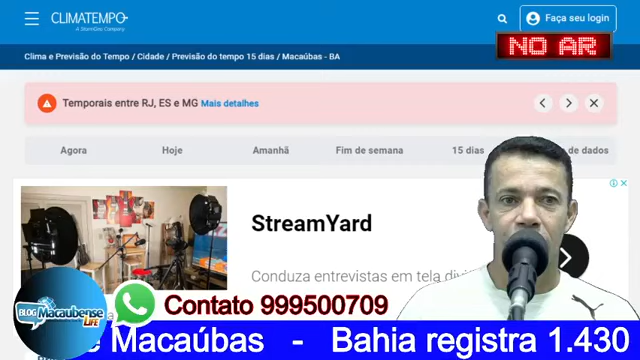 CLIMATEMPO
A StormGeo Company
Faça seu login
NO AR
Clima e Previsão do Tempo / Cidade / Previsão do tempo 15 dias / Macaúbas - BA
Temporais entre RJ, ES e MG Mais detalhes
Agora Hoje Amanhã Fim de semana 15 dias de dados
StreamYard
Conduza entrevistas em tela
BLOG Macaubense LIFE
Contato 999500709
e Macaúbas - Bahia registra 1.430